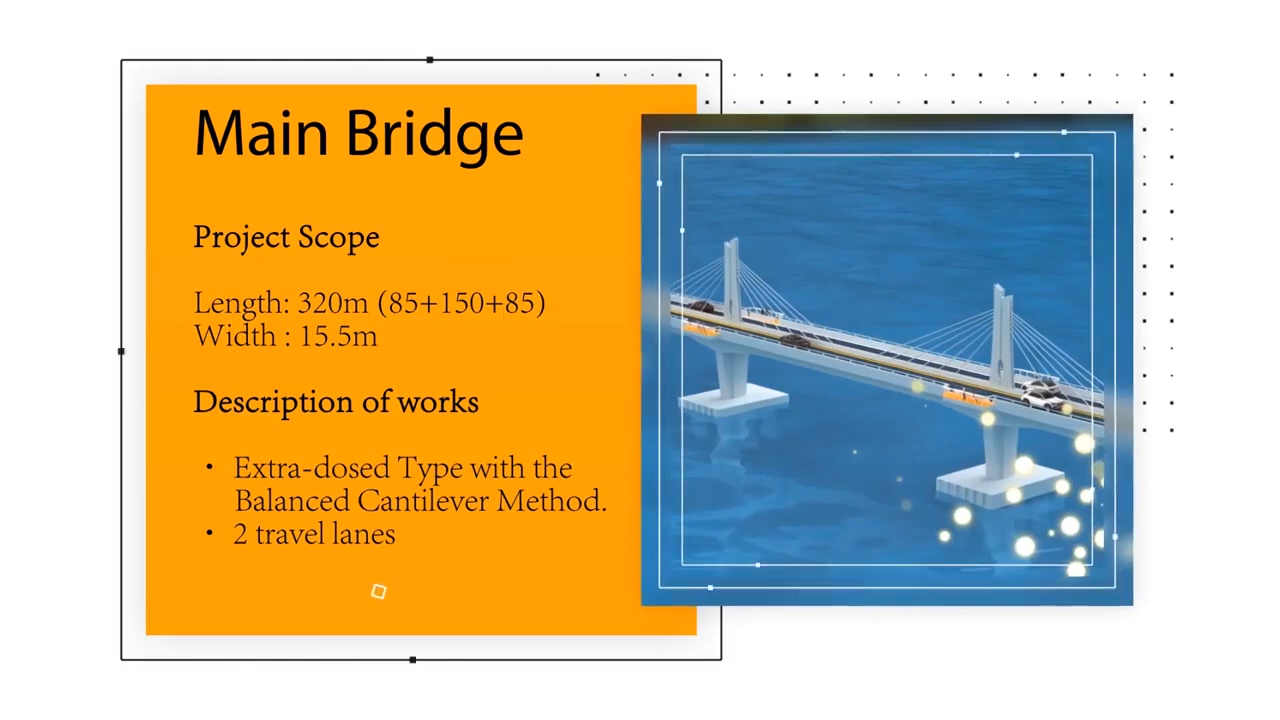 Main Bridge
Project Scope
Length: 320m (85+150+85)
Width : 15.5m
Description of works
• Extra-dosed Type with the
Balanced Cantilever Method.
• 2 travel lanes